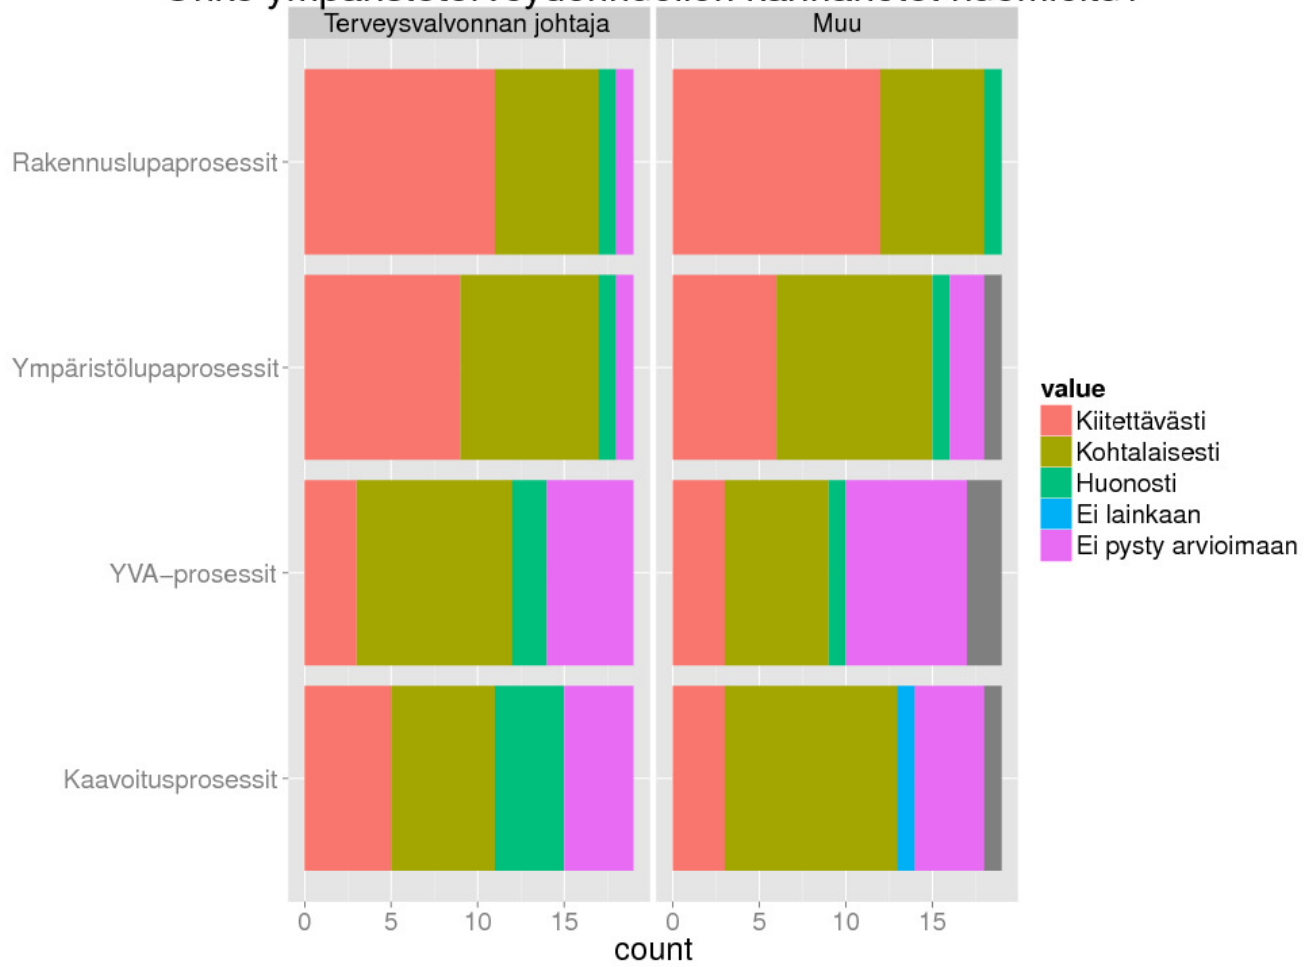 Terveysvalvonnan johtaja
Muu
Rakennuslupaprosessit
Ympäristölupaprosessit
YVA–prosessit
Kaavoitusprosessit
value
Kiitettävästi
Kohtalaisesti
Huonosti
Ei lainkaan
Ei pysty arvioimaan
0 5 10 15
0 5 10 15
count